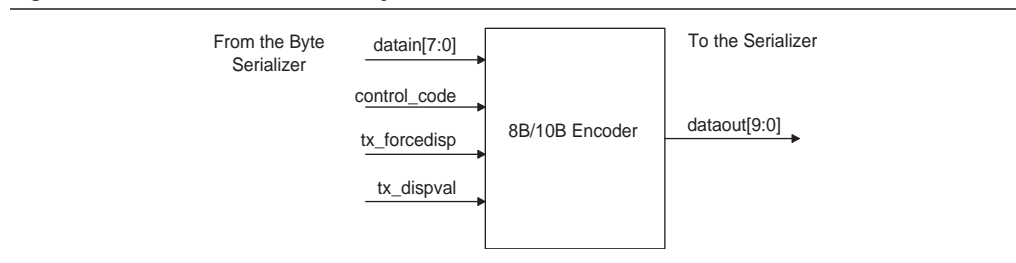 From the Byte
Serializer
datain[7:0]
control_code
tx_forcedisp
tx_dispval
8B/10B Encoder
To the Serializer
dataout[9:0]